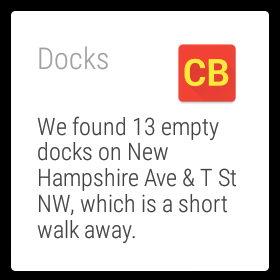 Docks
CB
We found 13 empty
docks on New
Hampshire Ave & T St
NW, which is a short
walk away.